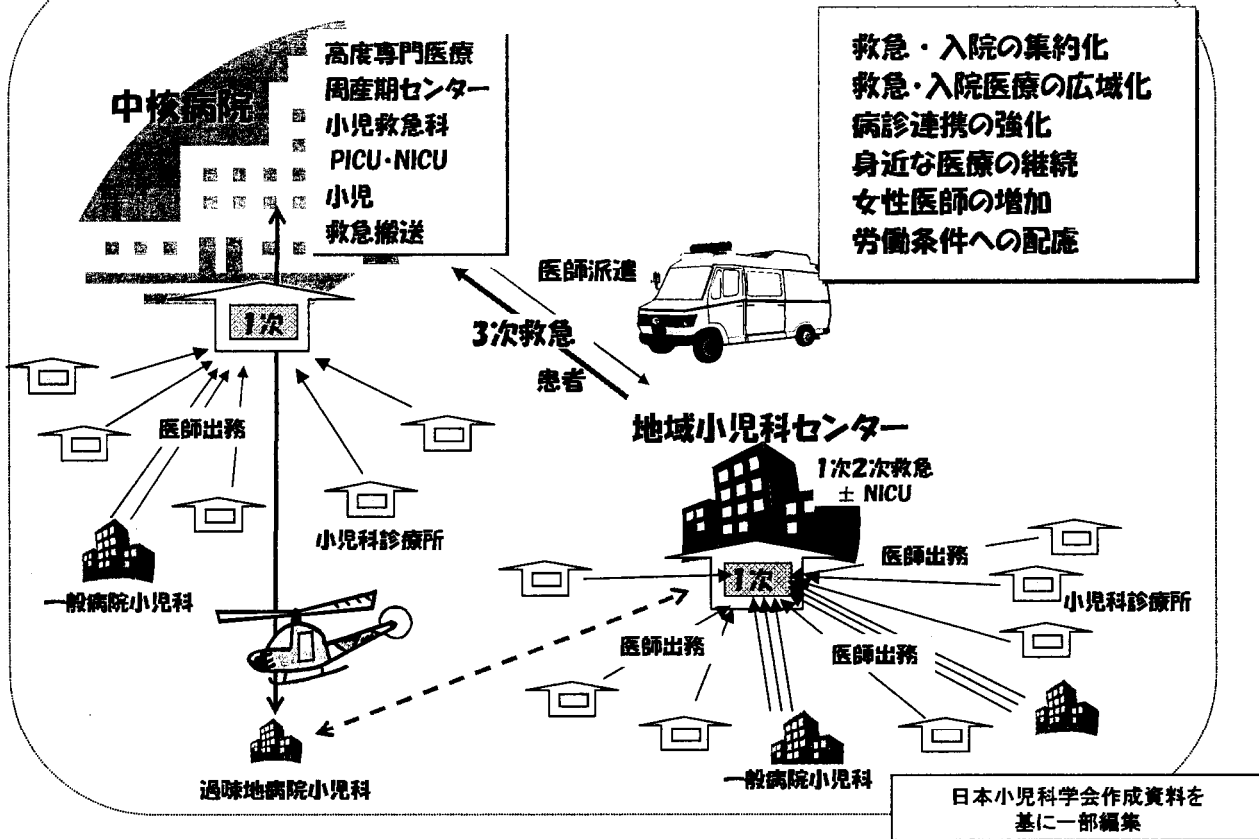 中核病院
高度専門医療
周産期センター
小児救急科
PICU・NICU
小児
救急搬送
救急・入院の集約化
救急・入院医療の広域化
病診連携の強化
身近な医療の継続
女性医師の増加
労働条件への配慮
医師派遣
3次救急
患者
1次
医師出務
小児科診療所
一般病院小児科
地域小児科センター
1次2次救急
± NICU
1次
医師出務
小児科診療所
医師出務
医師出務
一般病院小児科
過疎地病院小児科
日本小児科学会作成資料を
基に一部編集